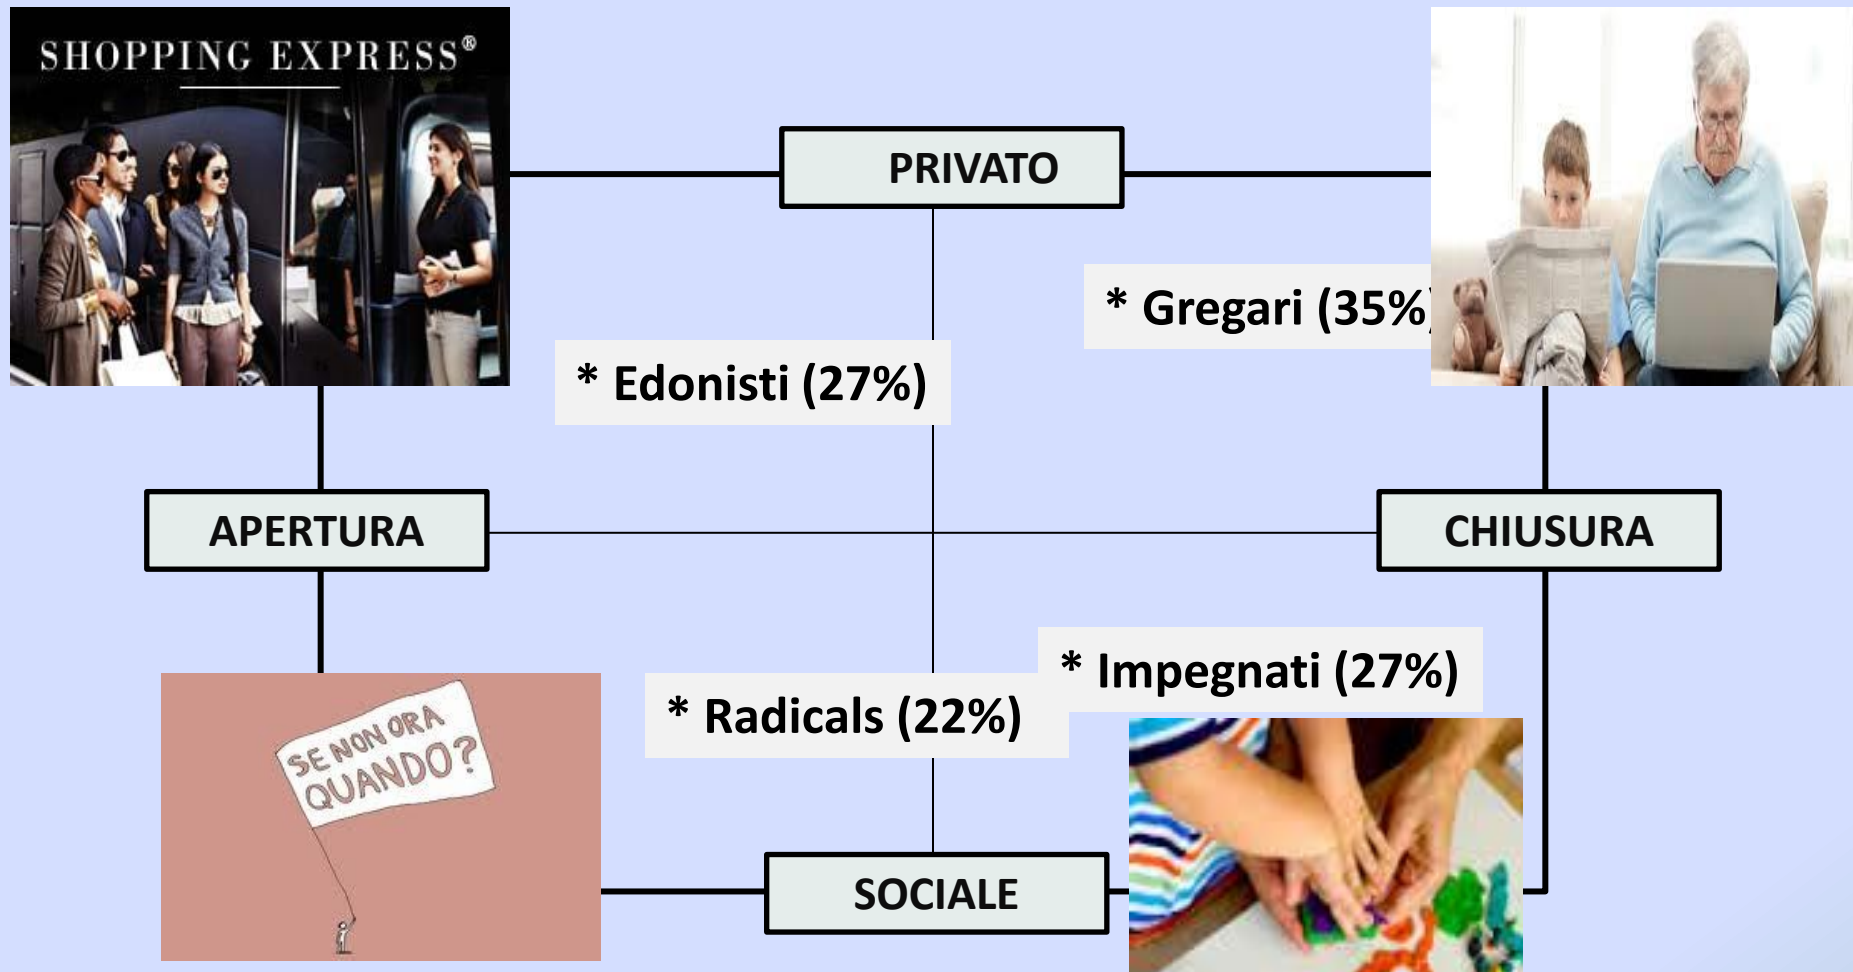 SHOPPING EXPRESS®
PRIVATO
* Gregari (35%)
* Edonisti (27%)
APERTURA
CHIUSURA
* Impegnati (27%)
* Radicals (22%)
SE NON ORA
QUANDO?
SOCIALE